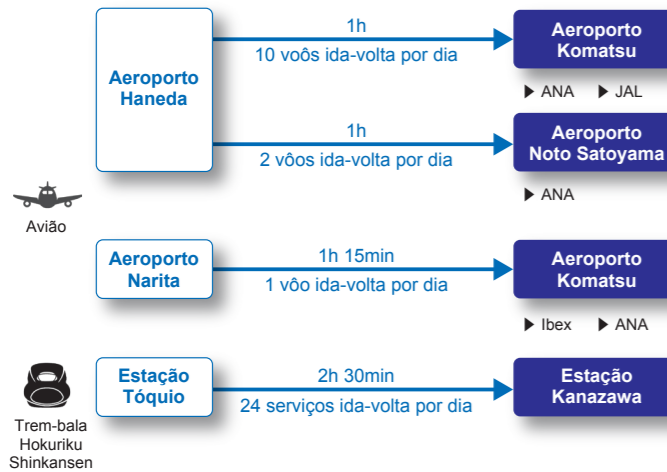 1h
10 voôs ida-volta por dia
Aeroporto
Komatsu
▶ ANA ▶ JAL
Aeroporto
Haneda
1h
2 vôos ida-volta por dia
Aeroporto
Noto Satoyama
▶ ANA
Avião
Aeroporto
Narita
1h 15min
1 vôo ida-volta por dia
Aeroporto
Komatsu
▶ Ibex ▶ ANA
Estação
Tóquio
2h 30min
24 serviços ida-volta por dia
Estação
Kanazawa
Trem-bala
Hokuriku
Shinkansen